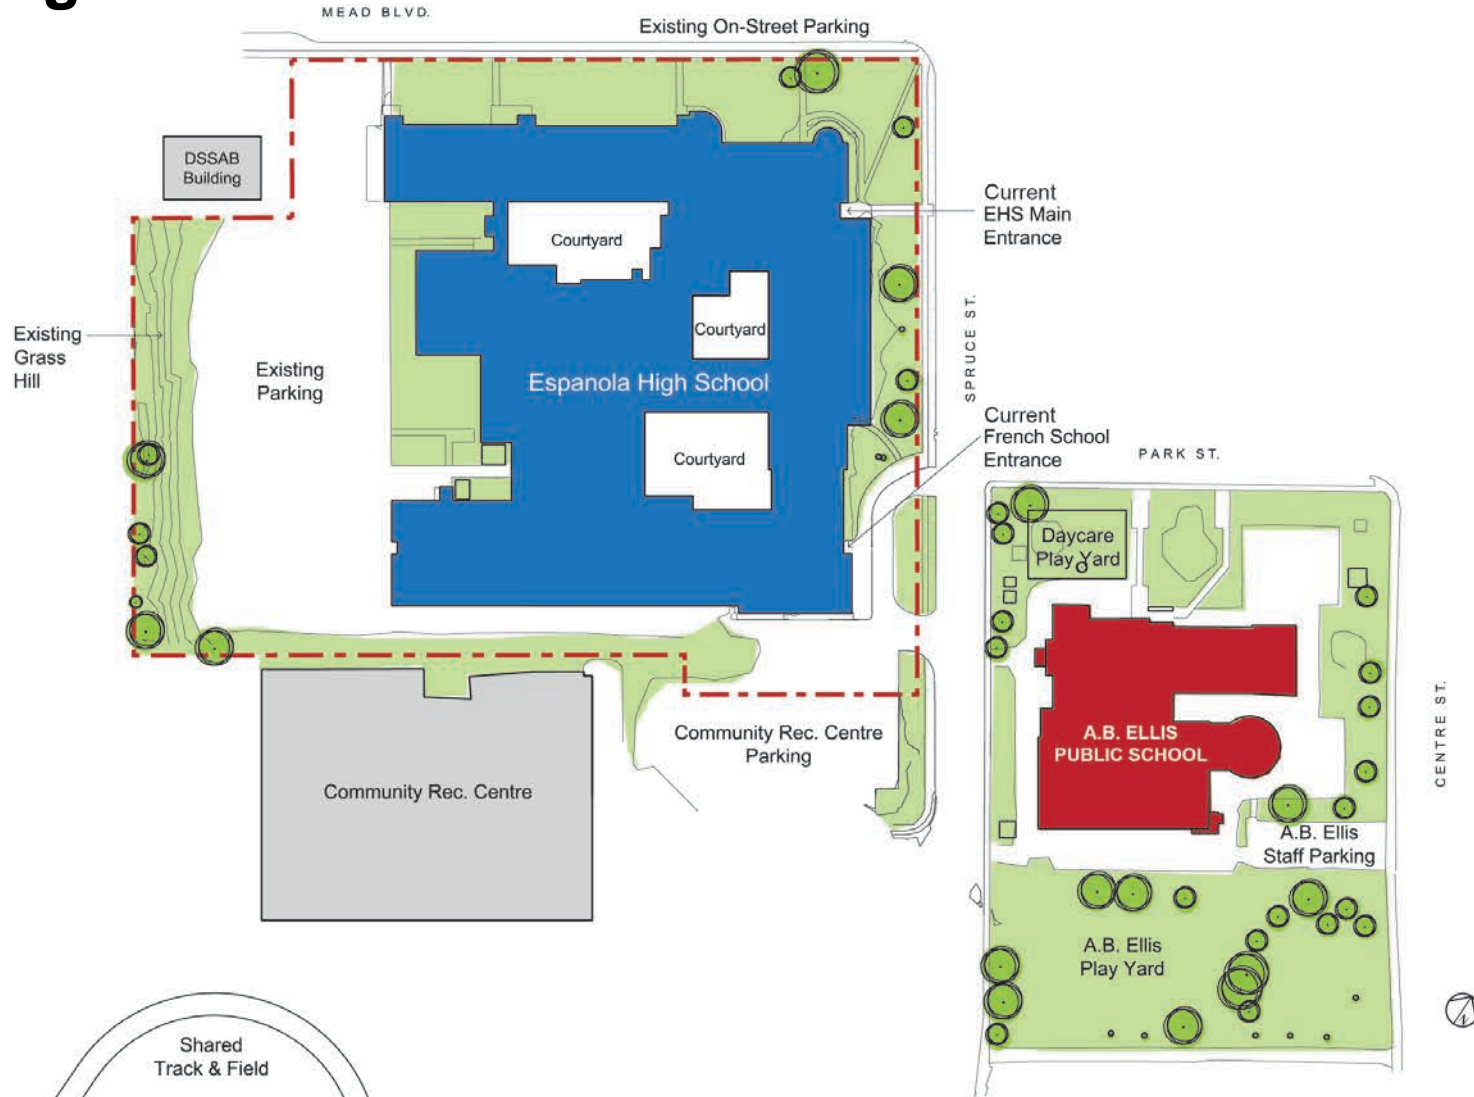 MEAD BLVD.
Existing On-Street Parking
DSSAB
Building
Current
EHS Main
Entrance
Courtyard
Courtyard
SPRUCE ST.
Existing
Grass
Hill
Existing
Parking
Espanola High School
Current
French School
Entrance
Courtyard
PARK ST.
Daycare
Play Yard
Community Rec. Centre
Parking
A.B. ELLIS
PUBLIC SCHOOL
CENTRE ST.
Community Rec. Centre
A.B. Ellis
Staff Parking
A.B. Ellis
Play Yard
Shared
Track & Field